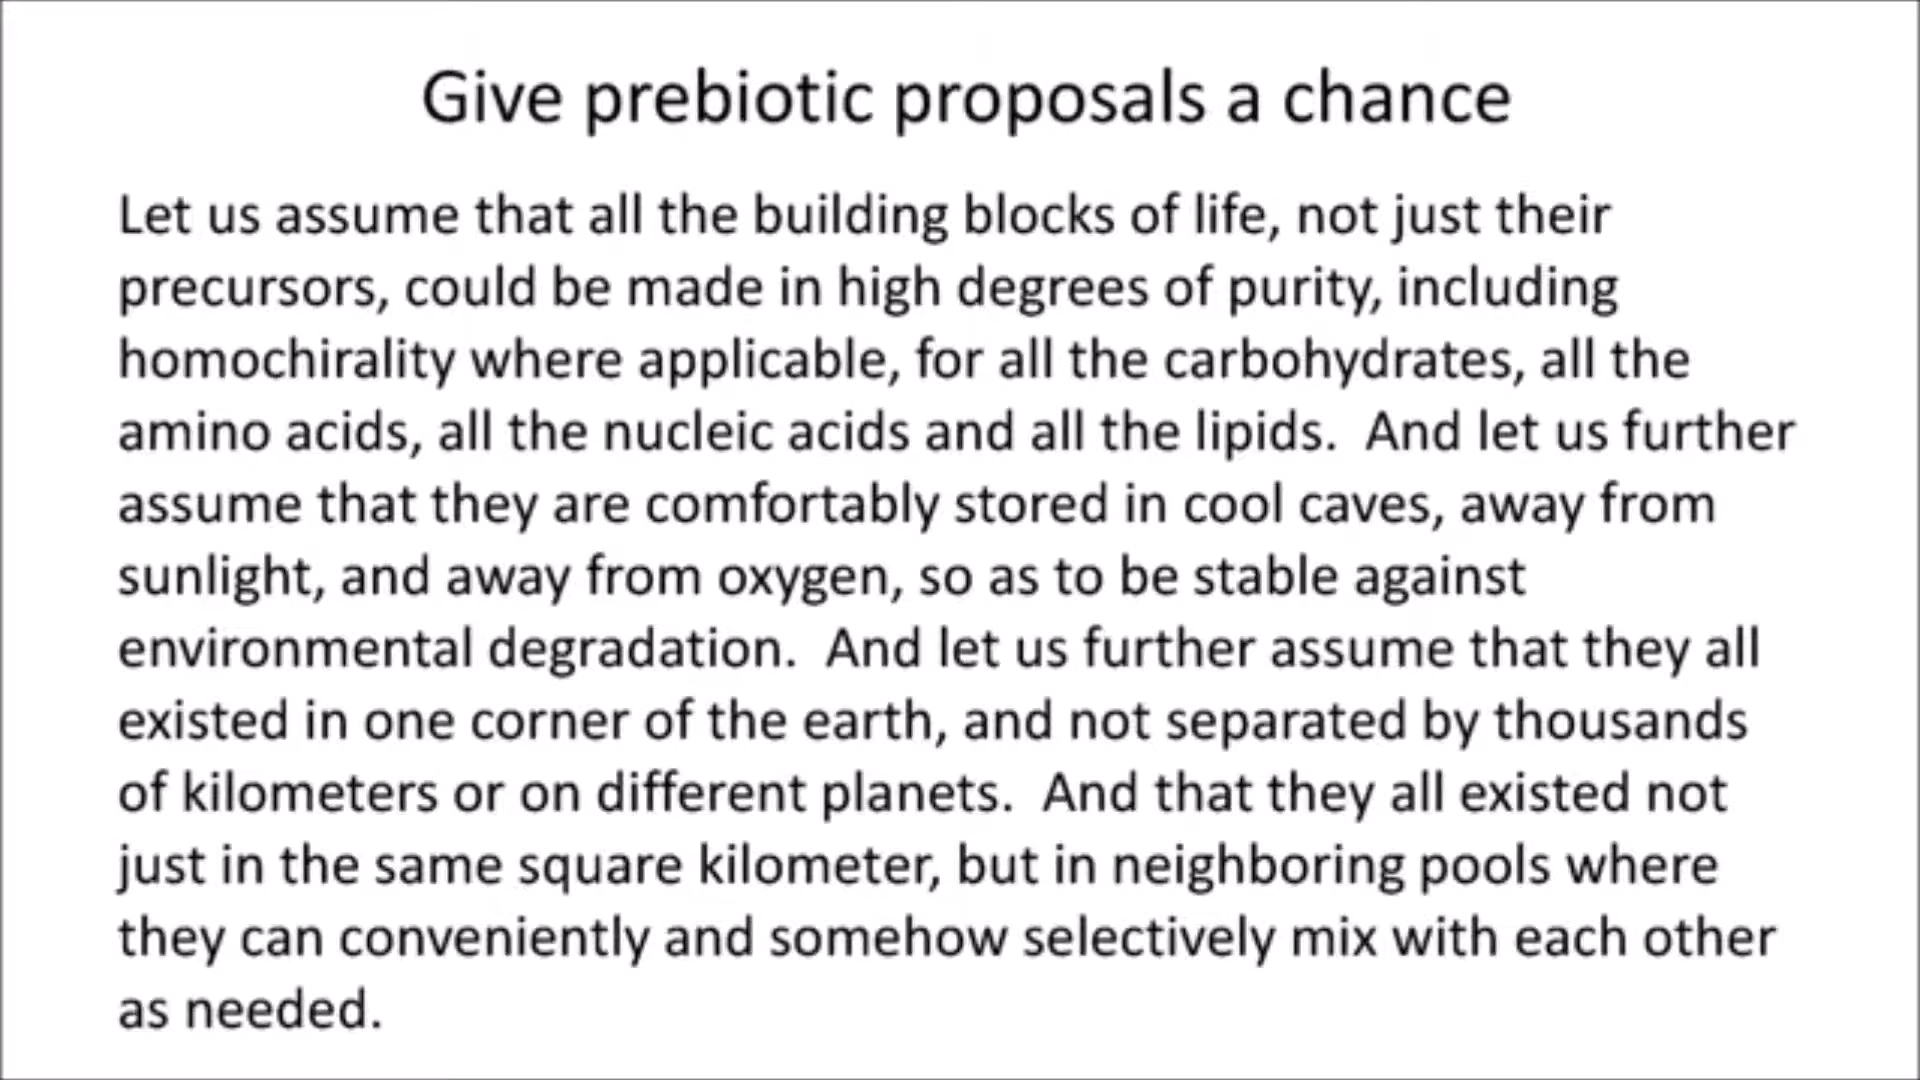 Give prebiotic proposals a chance
Let us assume that all the building blocks of life, not just their
precursors, could be made in high degrees of purity, including
homochirality where applicable, for all the carbohydrates, all the
amino acids, all the nucleic acids and all the lipids.  And let us further
assume that they are comfortably stored in cool caves, away from
sunlight, and away from oxygen, so as to be stable against
environmental degradation.  And let us further assume that they all
existed in one corner of the earth, and not separated by thousands
of kilometers or on different planets.  And that they all existed not
just in the same square kilometer, but in neighboring pools where
they can conveniently and somehow selectively mix with each other
as needed.